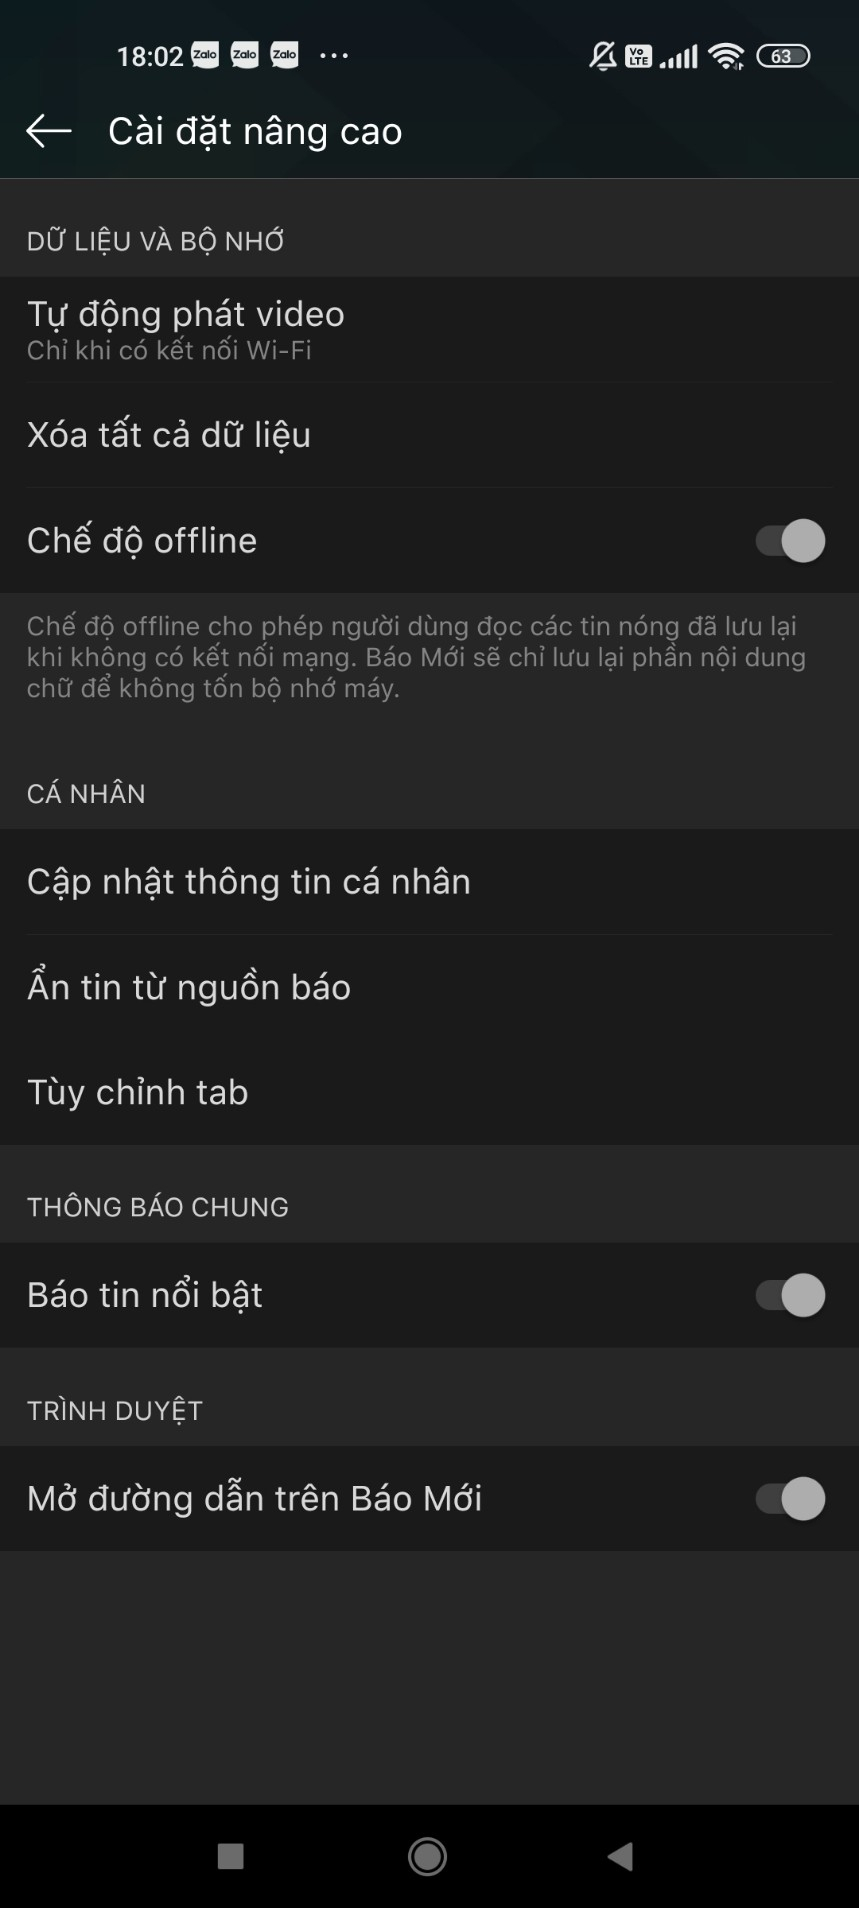 18:02 Zalo Zalo Zalo ... Vo LTE 63
Cài đặt nâng cao
DỮ LIỆU VÀ BỘ NHỚ
Tự động phát video
Chỉ khi có kết nối Wi-Fi
Xóa tất cả dữ liệu
Chế độ offline
Chế độ offline cho phép người dùng đọc các tin nóng đã lưu lại
khi không có kết nối mạng. Báo Mới sẽ chỉ lưu lại phần nội dung
chữ để không tốn bộ nhớ máy.
CÁ NHÂN
Cập nhật thông tin cá nhân
Ẩn tin từ nguồn báo
Tùy chỉnh tab
THÔNG BÁO CHUNG
Báo tin nổi bật
TRÌNH DUYỆT
Mở đường dẫn trên Báo Mới